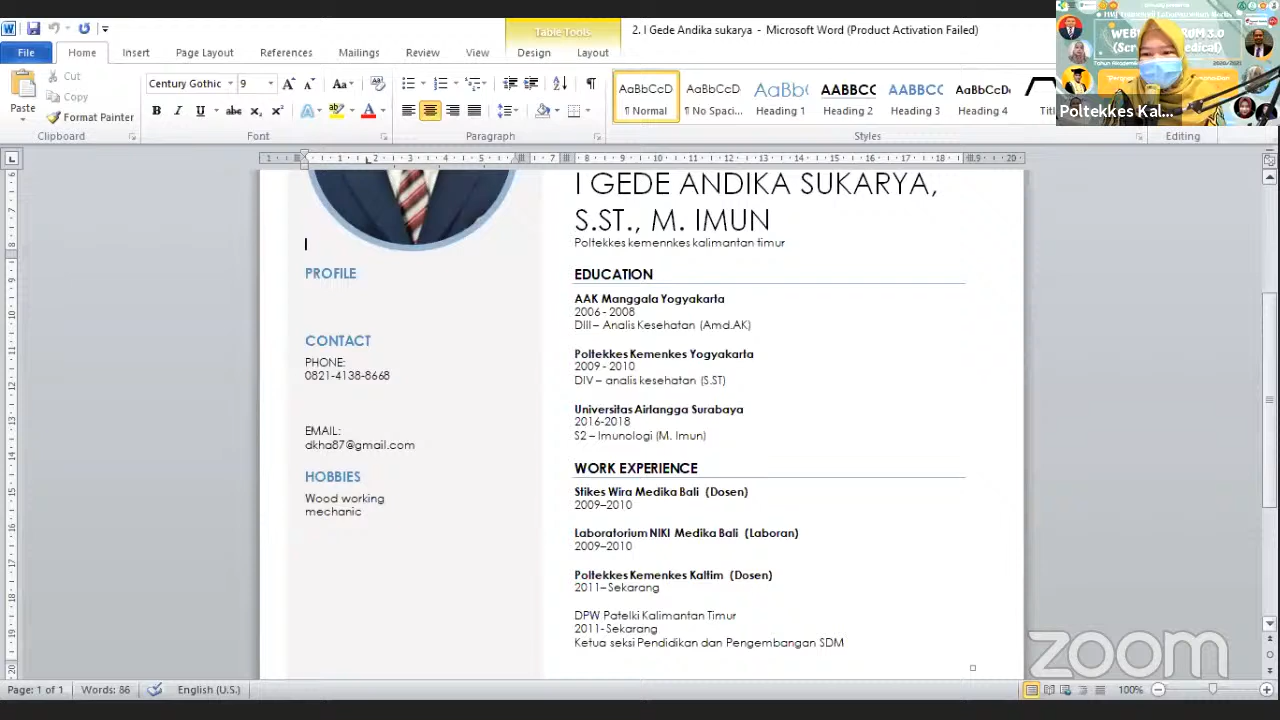 Table Tools
2. I Gede Andika sukarya - Microsoft Word (Product Activation Failed)
File Home Insert Page Layout References Mailings Review View Design Layout
Paste
Cut
Copy
Format Painter
Clipboard
Century Gothic 9
Font
Paragraph
AaBbCcD AaBbCcD AaBbC AABBCC AABBCC AABBCCDc
¶ Normal ¶ No Spaci... Heading 1 Heading 2 Heading 3 Heading 4
Styles
Editing
2020/2021
Poltekkes Kal...
I GEDE ANDIKA SUKARYA,
S.ST., M. IMUN
Poltekkes kemennkes kalimantan timur
PROFILE
CONTACT
PHONE:
0821-4138-8668
EMAIL:
dkha87@gmail.com
HOBBIES
Wood working
mechanic
EDUCATION
AAK Manggala Yogyakarta
2006 - 2008
DIII – Analis Kesehatan (Amd.AK)
Poltekkes Kemenkes Yogyakarta
2009 - 2010
DIV – analis kesehatan (S.ST)
Universitas Airlangga Surabaya
2016-2018
S2 – Imunologi (M. Imun)
WORK EXPERIENCE
Stikes Wira Medika Bali (Dosen)
2009–2010
Laboratorium NIKI Medika Bali (Laboran)
2009–2010
Poltekkes Kemenkes Kaltim (Dosen)
2011–Sekarang
DPW Patelki Kalimantan Timur
2011-Sekarang
Ketua seksi Pendidikan dan Pengembangan SDM
zoom
Page: 1 of 1 Words: 86 English (U.S.) 100%